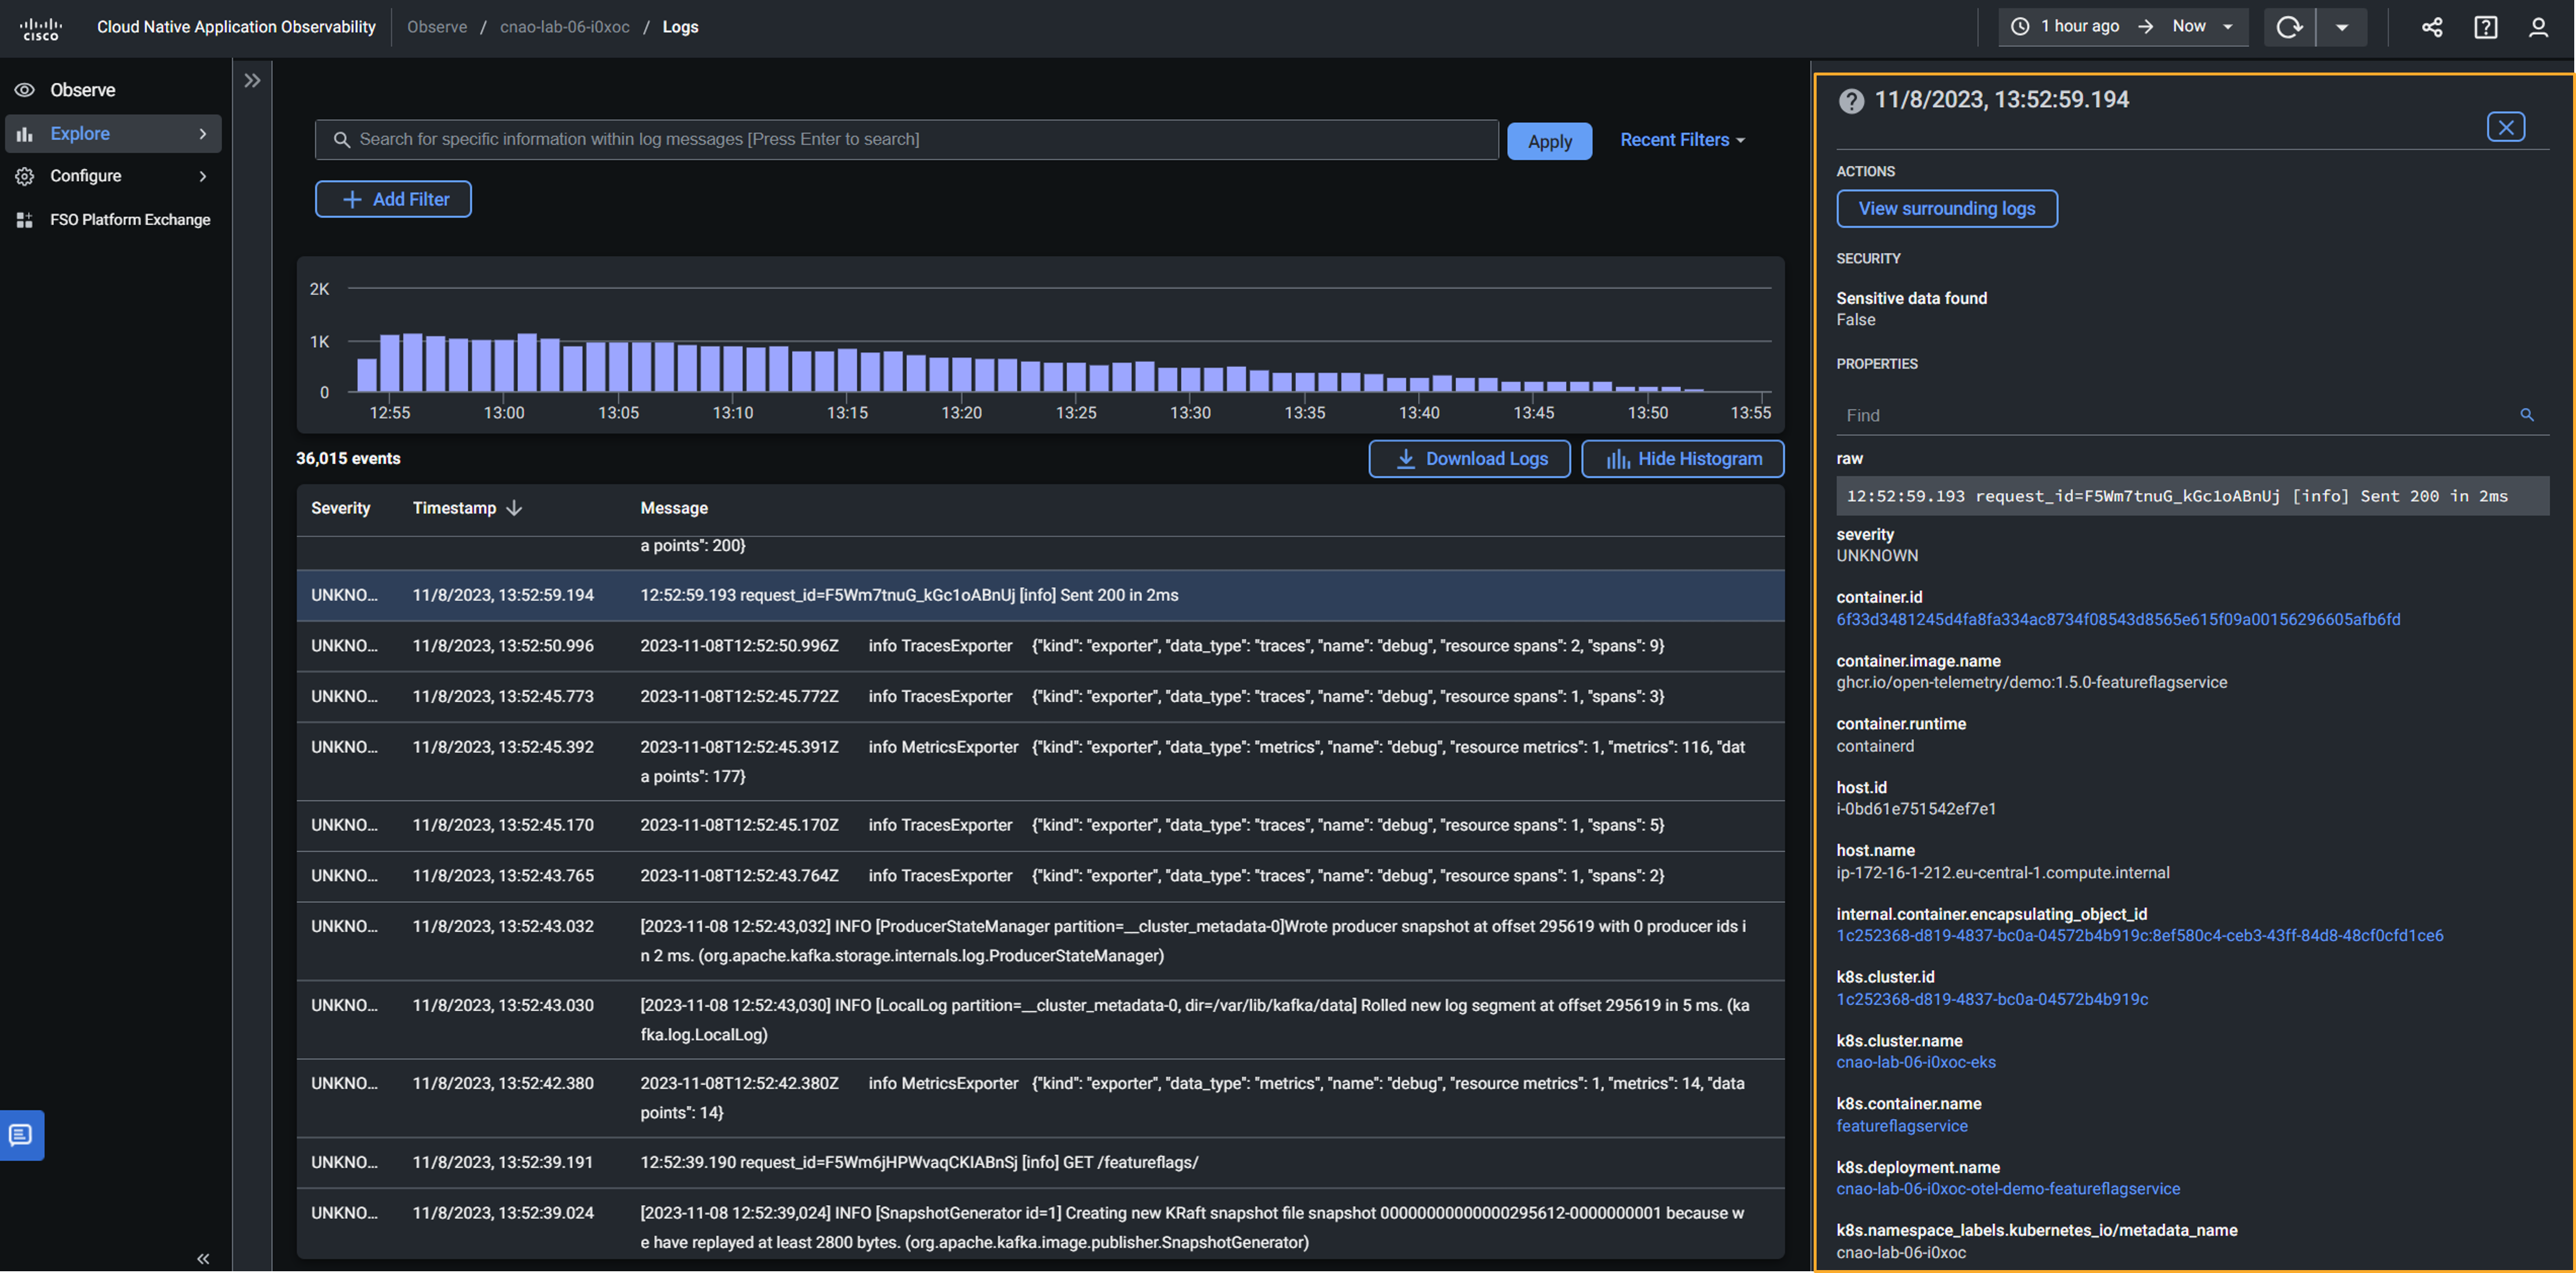 CISCO
Cloud Native Application Observability
Observe / cnao-lab-06-i0xoc / Logs
1 hour ago → Now
Observe
Explore
Configure
FSO Platform Exchange
Search for specific information within log messages [Press Enter to search]
Apply
Recent Filters
+ Add Filter
2K
1K
0
12:55 13:00 13:05 13:10 13:15 13:20 13:25 13:30 13:35 13:40 13:45 13:50 13:55
36,015 events
Download Logs
Hide Histogram
Severity Timestamp Message
a points": 200}
UNKNO... 11/8/2023, 13:52:59.194 12:52:59.193 request_id=F5Wm7tnuG_kGc1oABnUj [info] Sent 200 in 2ms
UNKNO... 11/8/2023, 13:52:50.996 2023-11-08T12:52:50.996Z info TracesExporter {"kind": "exporter", "data_type": "traces", "name": "debug", "resource spans": 2, "spans": 9}
UNKNO... 11/8/2023, 13:52:45.773 2023-11-08T12:52:45.772Z info TracesExporter {"kind": "exporter", "data_type": "traces", "name": "debug", "resource spans": 1, "spans": 3}
UNKNO... 11/8/2023, 13:52:45.392 2023-11-08T12:52:45.391Z info MetricsExporter {"kind": "exporter", "data_type": "metrics", "name": "debug", "resource metrics": 1, "metrics": 116, "dat
a points": 177}
UNKNO... 11/8/2023, 13:52:45.170 2023-11-08T12:52:45.170Z info TracesExporter {"kind": "exporter", "data_type": "traces", "name": "debug", "resource spans": 1, "spans": 5}
UNKNO... 11/8/2023, 13:52:43.765 2023-11-08T12:52:43.764Z info TracesExporter {"kind": "exporter", "data_type": "traces", "name": "debug", "resource spans": 1, "spans": 2}
UNKNO... 11/8/2023, 13:52:43.032 [2023-11-08 12:52:43,032] INFO [ProducerStateManager partition=__cluster_metadata-0]Wrote producer snapshot at offset 295619 with 0 producer ids i
n 2 ms. (org.apache.kafka.storage.internals.log.ProducerStateManager)
UNKNO... 11/8/2023, 13:52:43.030 [2023-11-08 12:52:43,030] INFO [LocalLog partition=__cluster_metadata-0, dir=/var/lib/kafka/data] Rolled new log segment at offset 295619 in 5 ms. (ka
fka.log.LocalLog)
UNKNO... 11/8/2023, 13:52:42.380 2023-11-08T12:52:42.380Z info MetricsExporter {"kind": "exporter", "data_type": "metrics", "name": "debug", "resource metrics": 1, "metrics": 14, "data
points": 14}
UNKNO... 11/8/2023, 13:52:39.191 12:52:39.190 request_id=F5Wm6jHPWvaqCKIABnSj [info] GET /featureflags/
UNKNO... 11/8/2023, 13:52:39.024 [2023-11-08 12:52:39,024] INFO [SnapshotGenerator id=1] Creating new KRaft snapshot file snapshot 00000000000000295612-0000000001 because w
e have replayed at least 2800 bytes. (org.apache.kafka.image.publisher.SnapshotGenerator)
11/8/2023, 13:52:59.194
ACTIONS
View surrounding logs
SECURITY
Sensitive data found
False
PROPERTIES
Find
raw
12:52:59.193 request_id=F5Wm7tnuG_kGc1oABnUj [info] Sent 200 in 2ms
severity
UNKNOWN
container.id
6f33d3481245d4fa8fa334ac8734f08543d8565e615f09a00156296605afb6fd
container.image.name
ghcr.io/open-telemetry/demo:1.5.0-featureflagservice
container.runtime
containerd
host.id
i-0bd61e751542ef7e1
host.name
ip-172-16-1-212.eu-central-1.compute.internal
internal.container.encapsulating_object_id
1c252368-d819-4837-bc0a-04572b4b919c:8ef580c4-ceb3-43ff-84d8-48cf0cfd1ce6
k8s.cluster.id
1c252368-d819-4837-bc0a-04572b4b919c
k8s.cluster.name
cnao-lab-06-i0xoc-eks
k8s.container.name
featureflagservice
k8s.deployment.name
cnao-lab-06-i0xoc-otel-demo-featureflagservice
k8s.namespace_labels.kubernetes_io/metadata_name
cnao-lab-06-i0xoc